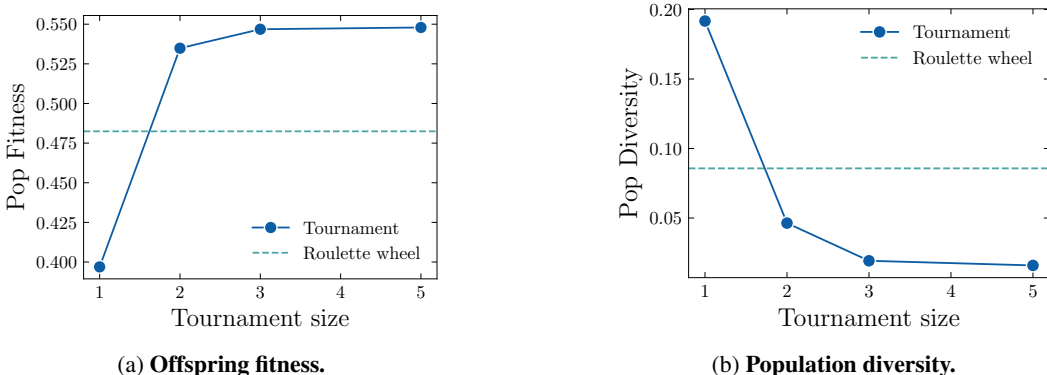 Pop Fitness
0.550
0.525
0.500
0.475
0.450
0.425
0.400
Tournament
Roulette wheel
1 2 3 4 5
Tournament size
(a) Offspring fitness.
Pop Diversity
0.20
0.15
0.10
0.05
Tournament
Roulette wheel
1 2 3 4 5
Tournament size
(b) Population diversity.